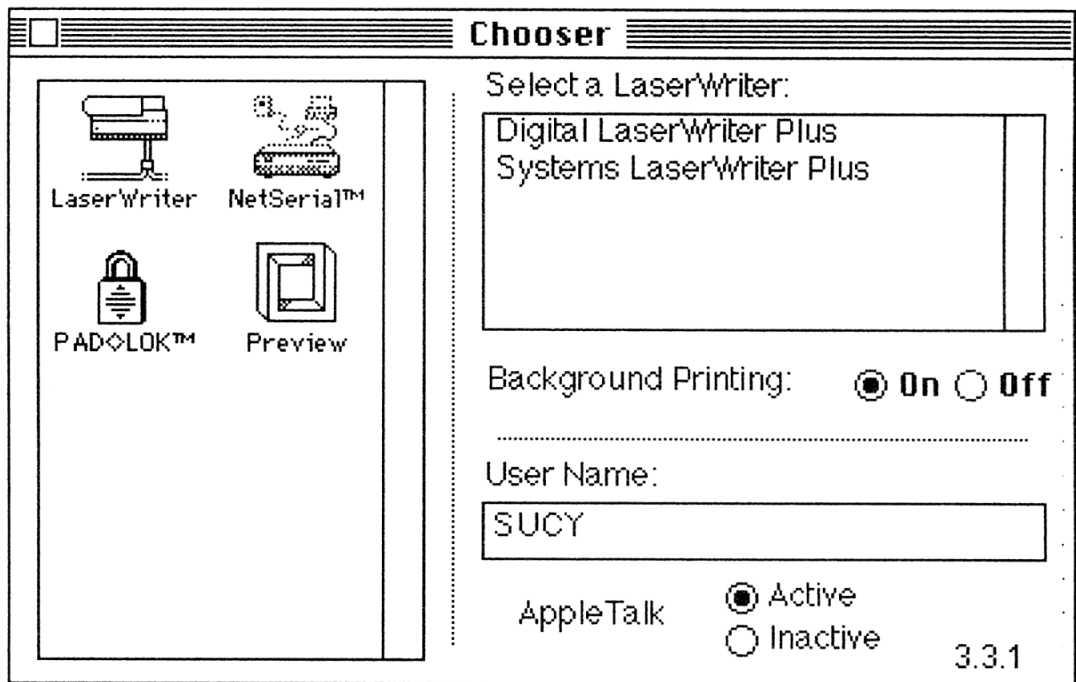 Chooser
LaserWriter NetSerial™
PAD◇LOK™ Preview
Select a LaserWriter:
Digital LaserWriter Plus
Systems LaserWriter Plus
Background Printing: On Off
User Name:
SUCY
AppleTalk
Active
Inactive
3.3.1